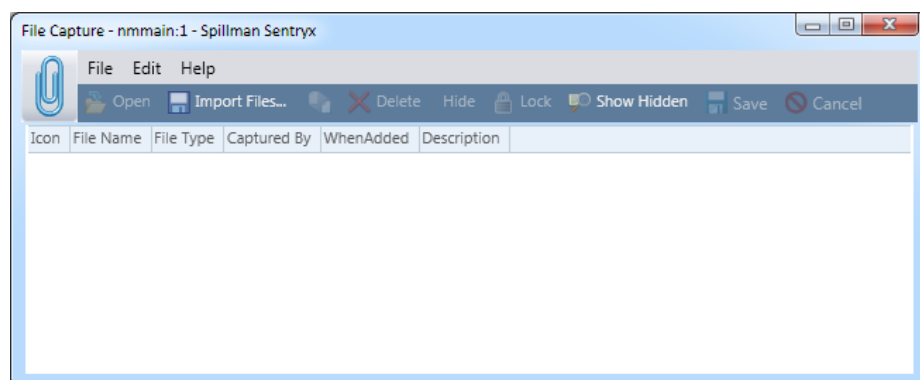 File Capture - nmmain:1 - Spillman Sentryx
File Edit Help
Open Import Files... Delete Hide Lock Show Hidden Save Cancel
Icon File Name File Type Captured By WhenAdded Description